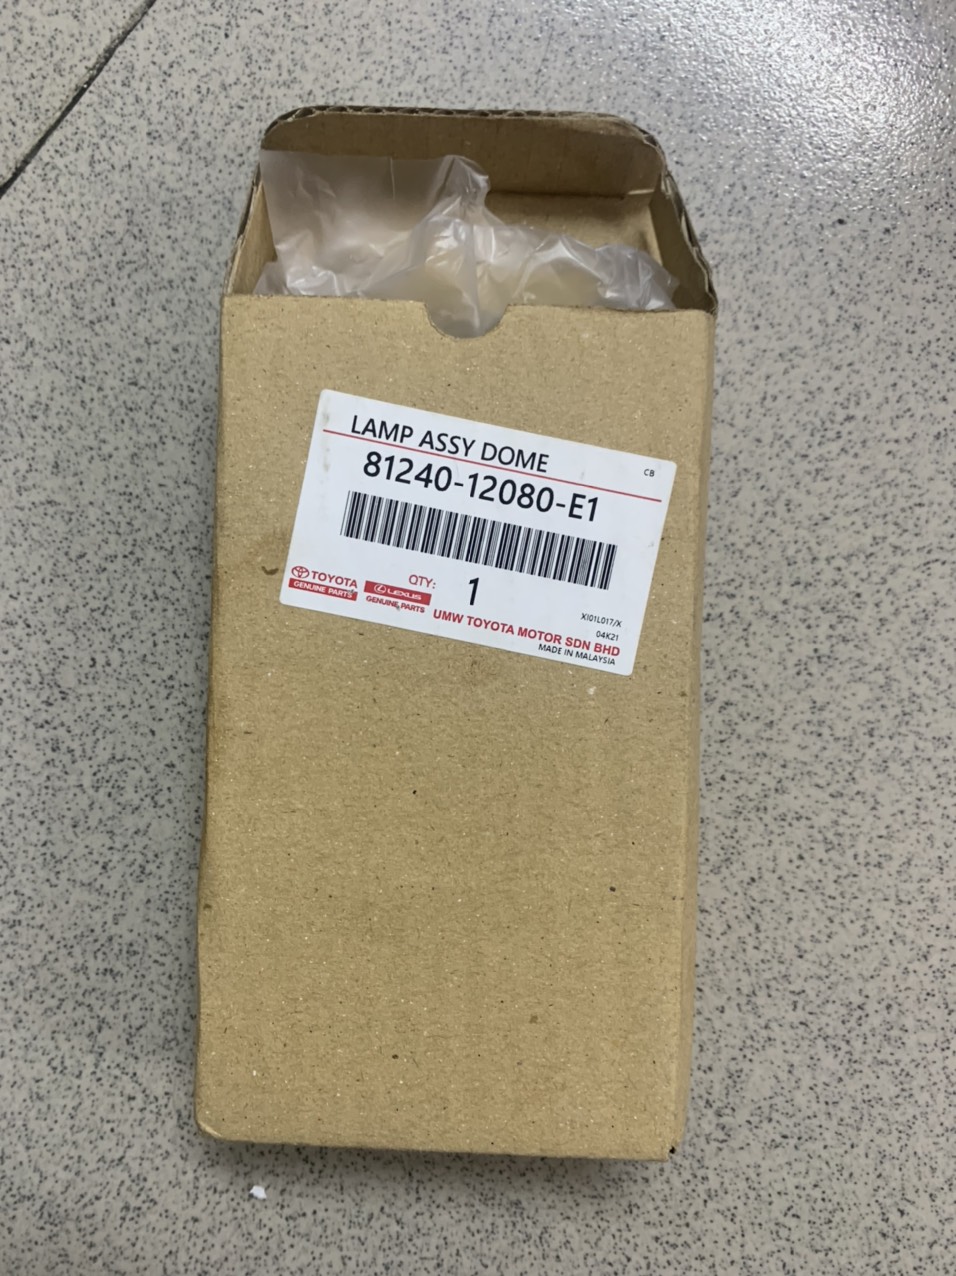 LAMP ASSY DOME
CB
81240-12080-E1
TOYOTA
GENUINE PARTS
LEXUS
GENUINE PARTS
QTY:
1
XI01L017/X
04K21
UMW TOYOTA MOTOR SDN BHD
MADE IN MALAYSIA